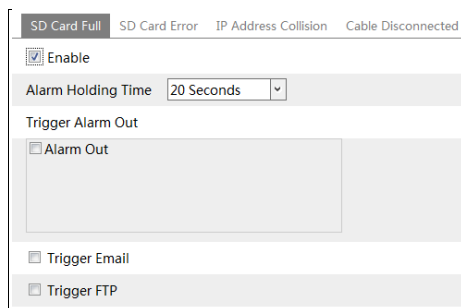 SD Card Full SD Card Error IP Address Collision Cable Disconnected
Enable
Alarm Holding Time 20 Seconds
Trigger Alarm Out
Alarm Out
Trigger Email
Trigger FTP